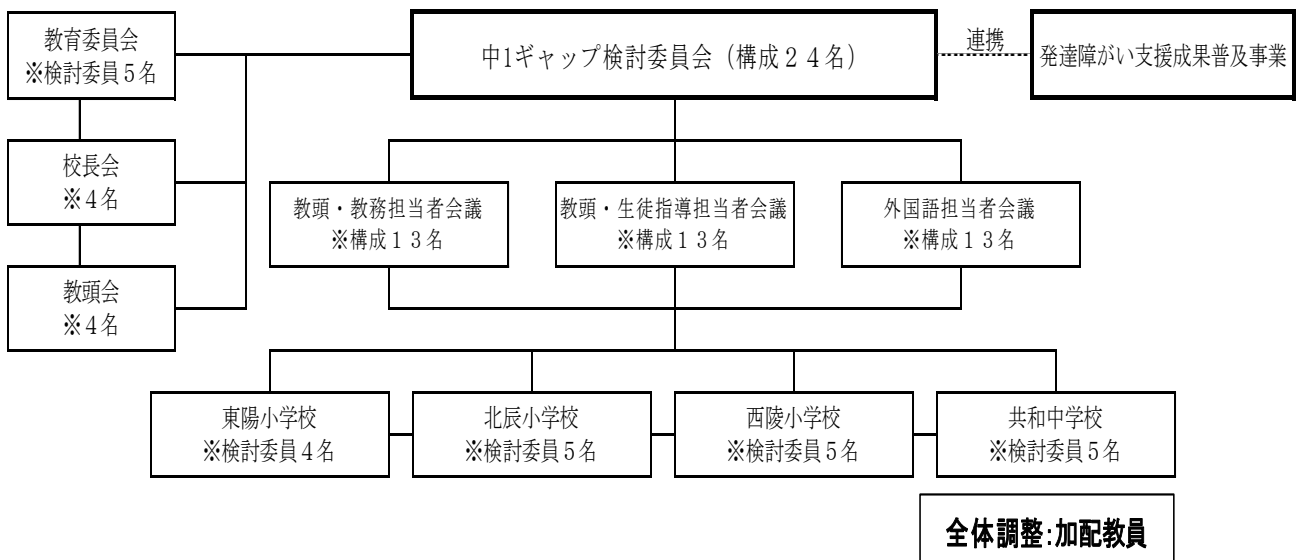 教育委員会
※検討委員5名
中1ギャップ検討委員会（構成２４名）
連携
発達障がい支援成果普及事業
校長会
※4名
教頭会
※4名
教頭・教務担当者会議
※構成１３名
教頭・生徒指導担当者会議
※構成１３名
外国語担当者会議
※構成１３名
東陽小学校
※検討委員4名
北辰小学校
※検討委員5名
西陵小学校
※検討委員5名
共和中学校
※検討委員5名
全体調整:加配教員